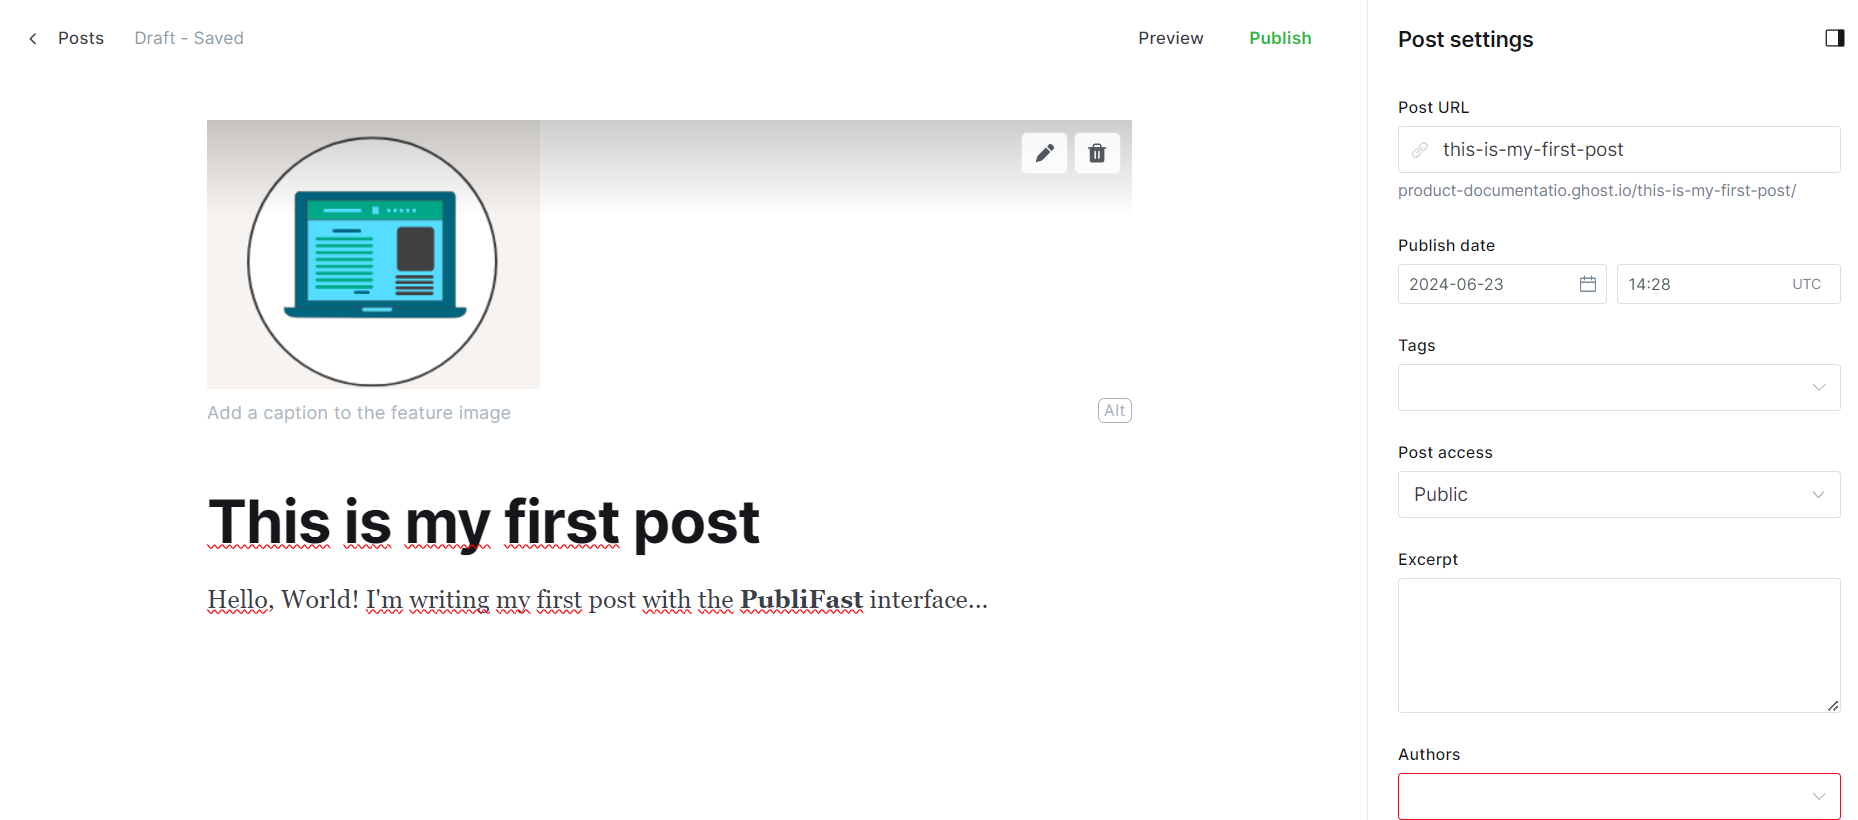 Posts Draft - Saved Preview Publish
Add a caption to the feature image Alt
This is my first post
Hello, World! I'm writing my first post with the PubliFast interface...
Post settings
Post URL
this-is-my-first-post
product-documentatio.ghost.io/this-is-my-first-post/
Publish date
2024-06-23 14:28 UTC
Tags
Post access
Public
Excerpt
Authors